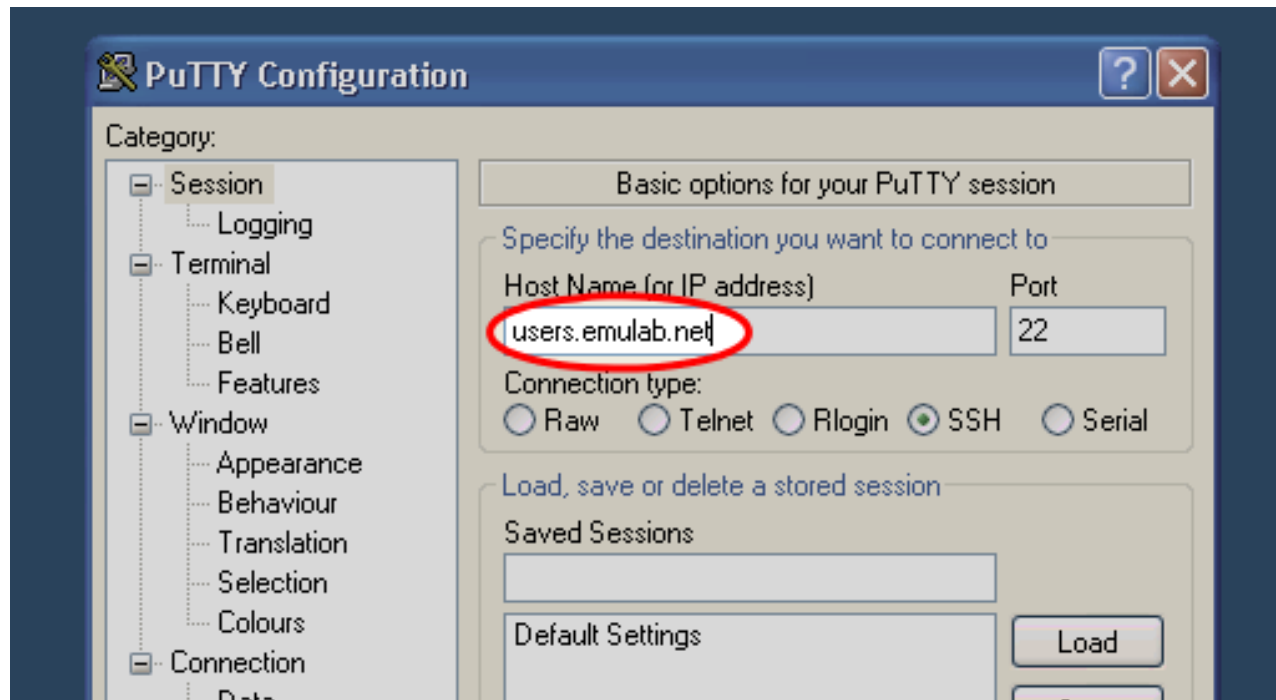 PuTTY Configuration
Category:
Session
Logging
Terminal
Keyboard
Bell
Features
Window
Appearance
Behaviour
Translation
Selection
Colours
Connection
Basic options for your PuTTY session
Specify the destination you want to connect to
Host Name (or IP address) Port
users.emulab.net 22
Connection type:
Raw Telnet Rlogin SSH Serial
Load, save or delete a stored session
Saved Sessions
Default Settings
Load